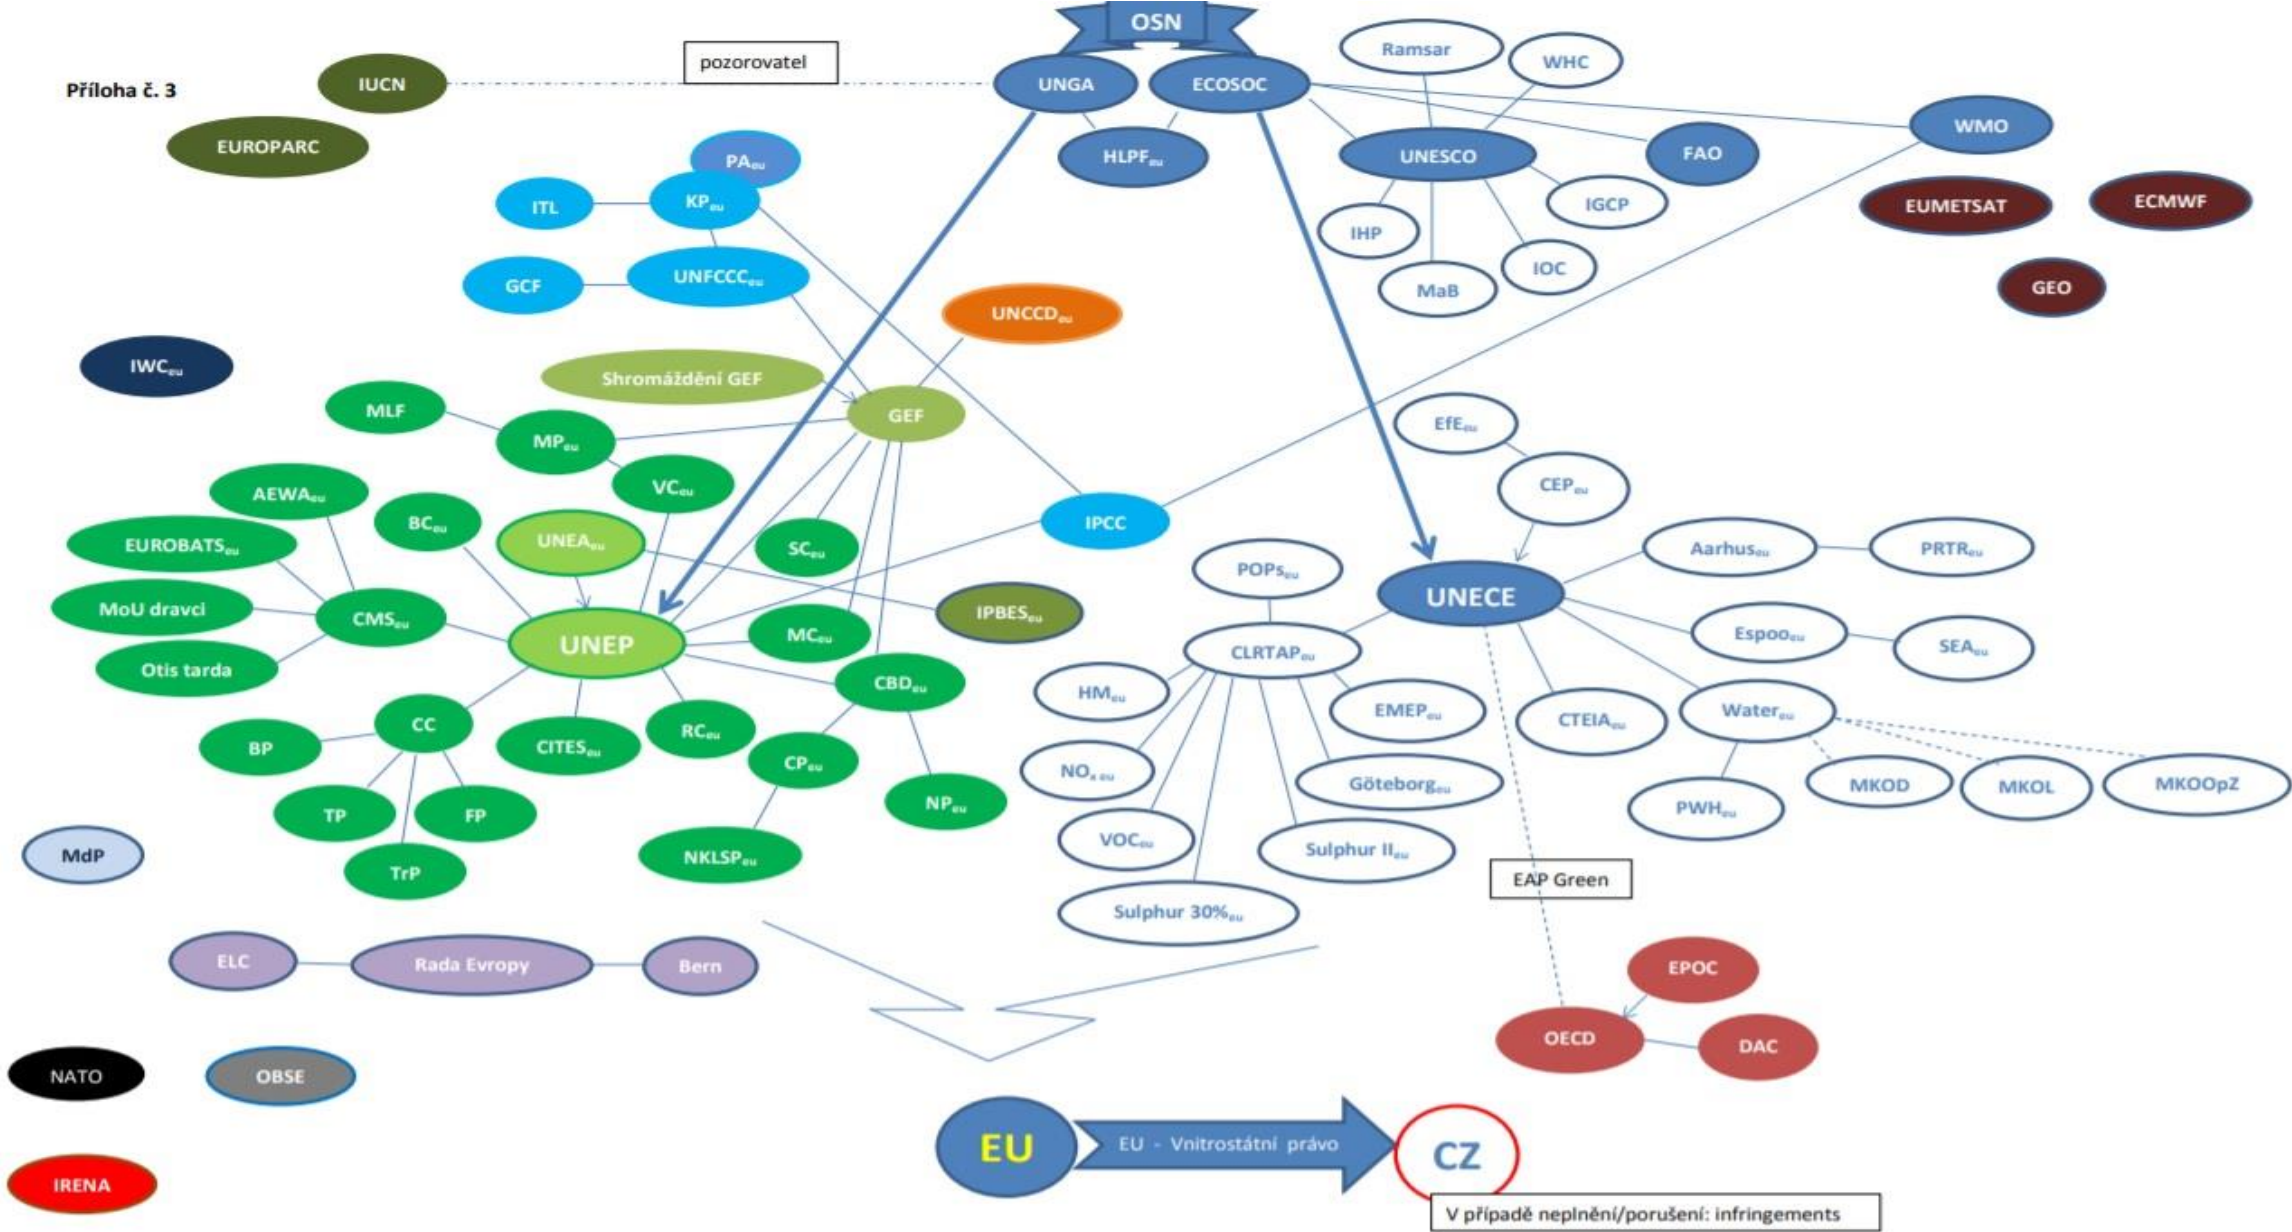 OSN
Příloha č. 3
IUCN
pozorovatel
UNGA
ECOSOC
Ramsar
WHC
WMO
EUROPARC
PAeu
HLPFeu
UNESCO
FAO
ITL
KPeu
IGCP
EUMETSAT
ECMWF
IHP
GCF
UNFCCCeu
MaB
IOC
GEO
UNCCDeu
IWCeu
Shromáždění GEF
MLF
GEF
EfEeu
MPeu
AEWAeu
VCeu
CEPeu
BCeu
IPCC
EUROBATSeu
UNEAeu
SCeu
Aarhuseu
PRTReu
POPseu
MoU dravci
CMSeu
IPBESeu
UNECE
UNEP
MCeu
Espooeu
SEAeu
Otis tarda
CBDeu
CLRTAPeu
HMeu
EMEPeu
CTEIAeu
Watereu
CC
RCeu
BP
CITESeu
CPeu
NOx eu
Göteborgeu
MKOD
MKOL
MKOOpZ
TP
FP
NPeu
PWHeu
MdP
TrP
NKLSPeu
VOCeu
Sulphur IIeu
EAP Green
Sulphur 30%eu
ELC
Rada Evropy
Bern
EPOC
OECD
DAC
NATO
OBSE
EU
EU - Vnitrostátní právo
CZ
IRENA
V případě neplnění/porušení: infringements